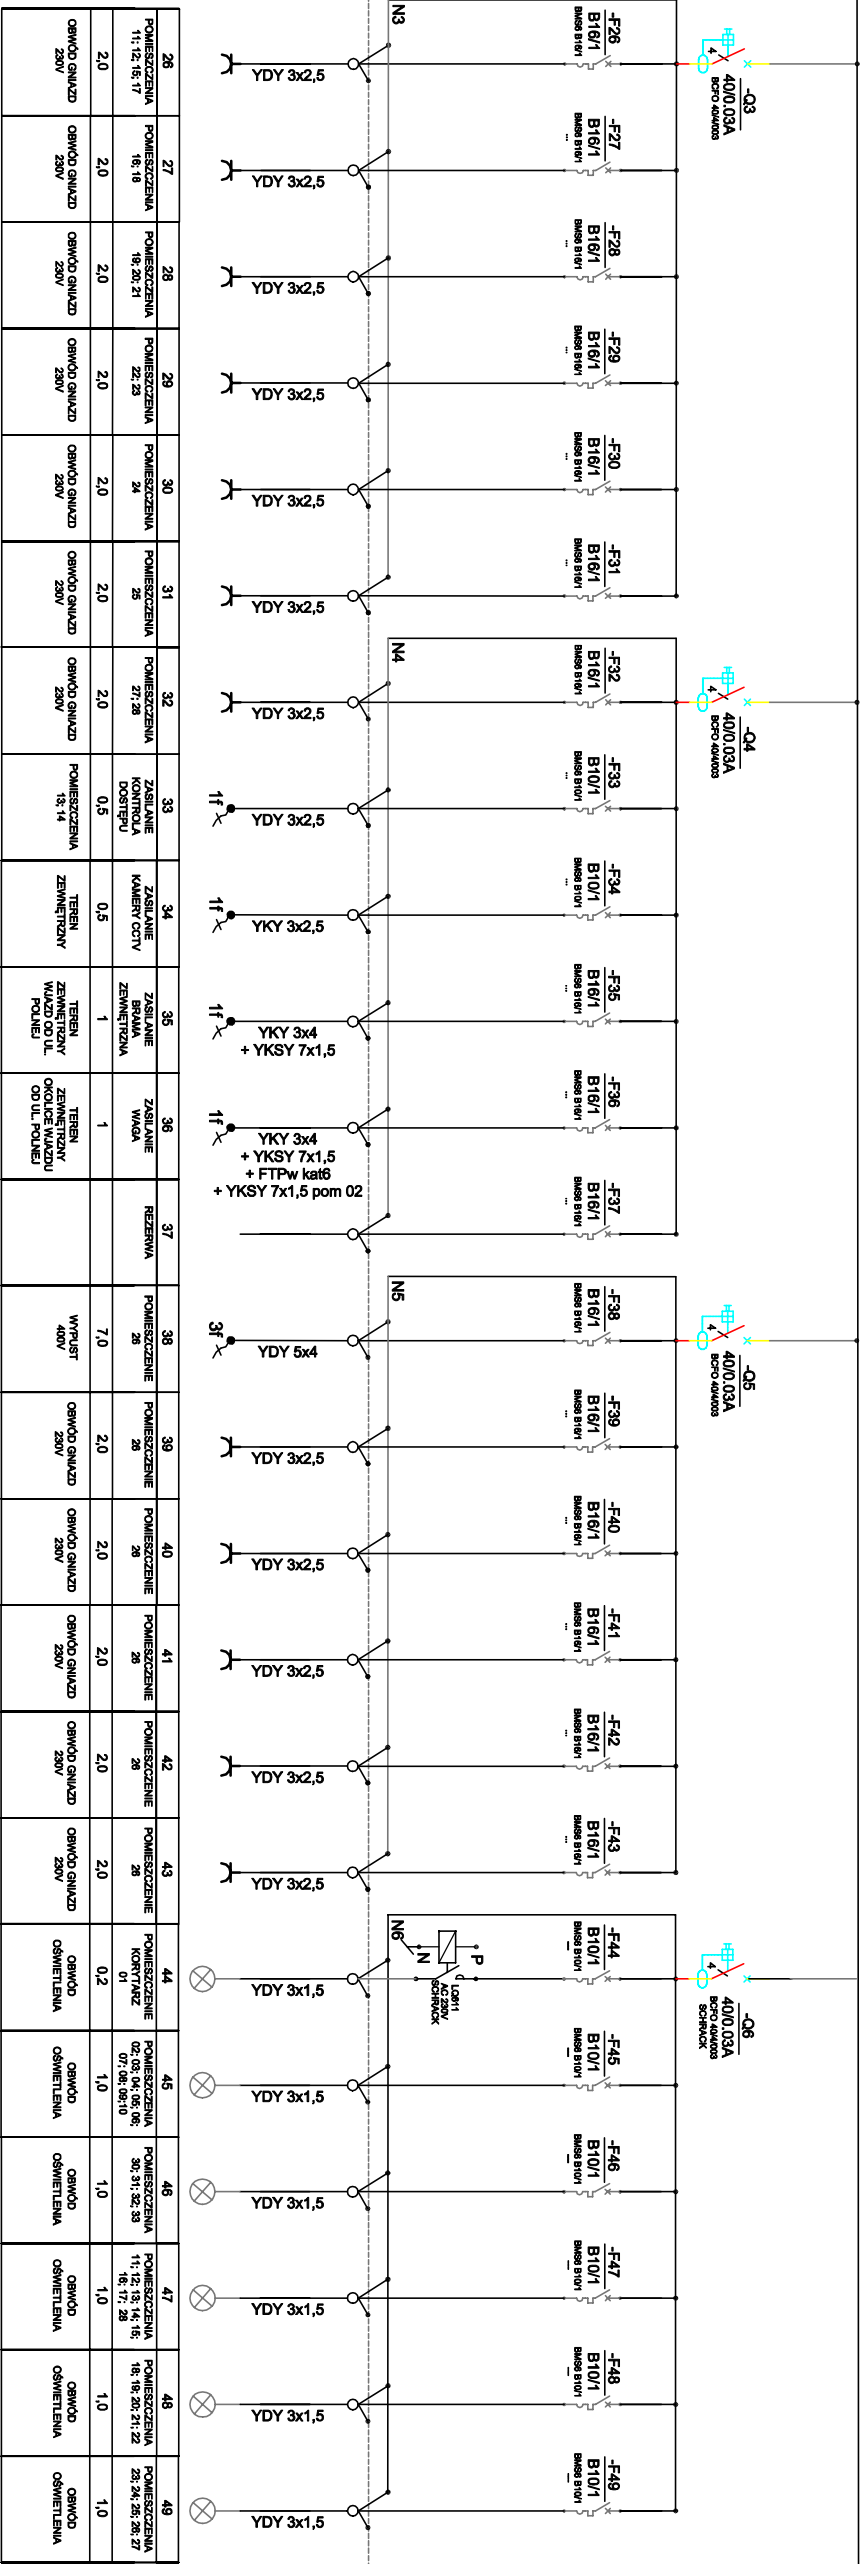 -Q3
40/0.03A
BCFO 40/4/003
-Q4
40/0.03A
BCFO 40/4/003
-Q5
40/0.03A
BCFO 40/4/003
-Q6
40/0.03A
BCFO 40/4/003
SCHRACK
4
4
4
4
-F26
B16/1
BMS6 B16/1
-F27
B16/1
BMS6 B16/1
...
-F28
B16/1
BMS6 B16/1
...
-F29
B16/1
BMS6 B16/1
...
-F30
B16/1
BMS6 B16/1
...
-F31
B16/1
BMS6 B16/1
...
-F32
B16/1
BMS6 B16/1
...
-F33
B10/1
BMS6 B10/1
...
-F34
B10/1
BMS6 B10/1
...
-F35
B16/1
BMS6 B16/1
...
-F36
B16/1
BMS6 B16/1
...
-F37
B16/1
BMS6 B16/1
...
-F38
B16/1
BMS6 B16/1
...
-F39
B16/1
BMS6 B16/1
...
-F40
B16/1
BMS6 B16/1
...
-F41
B16/1
BMS6 B16/1
...
-F42
B16/1
BMS6 B16/1
...
-F43
B16/1
BMS6 B16/1
...
-F44
B10/1
BMS6 B10/1
-F45
B10/1
BMS6 B10/1
-F46
B10/1
BMS6 B10/1
-F47
B10/1
BMS6 B10/1
-F48
B10/1
BMS6 B10/1
-F49
B10/1
BMS6 B10/1
N3
N4
N5
N6
P
N
LQ611
AC 230V
SCHRACK
YDY 3x2,5
YDY 3x2,5
YDY 3x2,5
YDY 3x2,5
YDY 3x2,5
YDY 3x2,5
YDY 3x2,5
1f
YDY 3x2,5
1f
YKY 3x2,5
1f
YKY 3x4
+ YKSY 7x1,5
1f
YKY 3x4
+ YKSY 7x1,5
+ FTPw kat6
+ YKSY 7x1,5 pom 02
3f
YDY 5x4
YDY 3x2,5
YDY 3x2,5
YDY 3x2,5
YDY 3x2,5
YDY 3x2,5
YDY 3x1,5
YDY 3x1,5
YDY 3x1,5
YDY 3x1,5
YDY 3x1,5
YDY 3x1,5
26
POMIESZCZENIA
11; 12; 15; 17
2,0
OBWÓD GNIAZD
230V
27
POMIESZCZENIA
16; 18
2,0
OBWÓD GNIAZD
230V
28
POMIESZCZENIA
19; 20; 21
2,0
OBWÓD GNIAZD
230V
29
POMIESZCZENIA
22; 23
2,0
OBWÓD GNIAZD
230V
30
POMIESZCZENIA
24
2,0
OBWÓD GNIAZD
230V
31
POMIESZCZENIA
25
2,0
OBWÓD GNIAZD
230V
32
POMIESZCZENIA
27; 28
2,0
OBWÓD GNIAZD
230V
33
ZASILANIE
KONTROLA
DOSTĘPU
0,5
POMIESZCZENIA
13; 14
34
ZASILANIE
KAMERY CCTV
0,5
TEREN
ZEWNĘTRZNY
35
ZASILANIE
BRAMA
ZEWNĘTRZNA
1
TEREN
ZEWNĘTRZNY
WJAZD OD UL.
POLNEJ
36
ZASILANIE
WAGA
1
TEREN
ZEWNĘTRZNY
OKOLICE WJAZDU
OD UL. POLNEJ
37
REZERWA
38
POMIESZCZENIE
26
7,0
WYPUST
400V
39
POMIESZCZENIE
26
2,0
OBWÓD GNIAZD
230V
40
POMIESZCZENIE
26
2,0
OBWÓD GNIAZD
230V
41
POMIESZCZENIE
26
2,0
OBWÓD GNIAZD
230V
42
POMIESZCZENIE
26
2,0
OBWÓD GNIAZD
230V
43
POMIESZCZENIE
26
2,0
OBWÓD GNIAZD
230V
44
POMIESZCZENIE
KORYTARZ
01
0,2
OBWÓD
OŚWIETLENIA
45
POMIESZCZENIA
02; 03; 04; 05; 06;
07; 08; 09;10
1,0
OBWÓD
OŚWIETLENIA
46
POMIESZCZENIA
30; 31; 32; 33
1,0
OBWÓD
OŚWIETLENIA
47
POMIESZCZENIA
11; 12; 13; 14; 15;
16; 17; 28
1,0
OBWÓD
OŚWIETLENIA
48
POMIESZCZENIA
18; 19; 20; 21; 22
1,0
OBWÓD
OŚWIETLENIA
49
POMIESZCZENIA
23; 24; 25; 26; 27
1,0
OBWÓD
OŚWIETLENIA